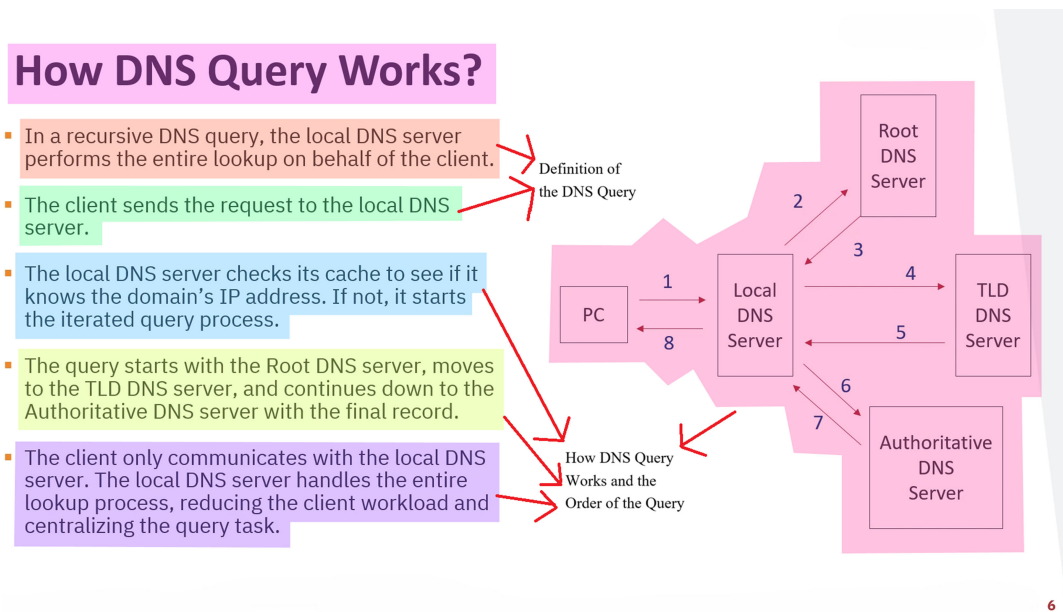 How DNS Query Works?
In a recursive DNS query, the local DNS server
performs the entire lookup on behalf of the client.
The client sends the request to the local DNS
server.
The local DNS server checks its cache to see if it
knows the domain's IP address. If not, it starts
the iterated query process.
The query starts with the Root DNS server, moves
to the TLD DNS server, and continues down to the
Authoritative DNS server with the final record.
The client only communicates with the local DNS
server. The local DNS server handles the entire
lookup process, reducing the client workload and
centralizing the query task.
Definition of
the DNS Query
How DNS Query
Works and the
Order of the Query
Root
DNS
Server
2
3
1
PC
8
Local
DNS
Server
4
5
TLD
DNS
Server
6
7
Authoritative
DNS
Server
6